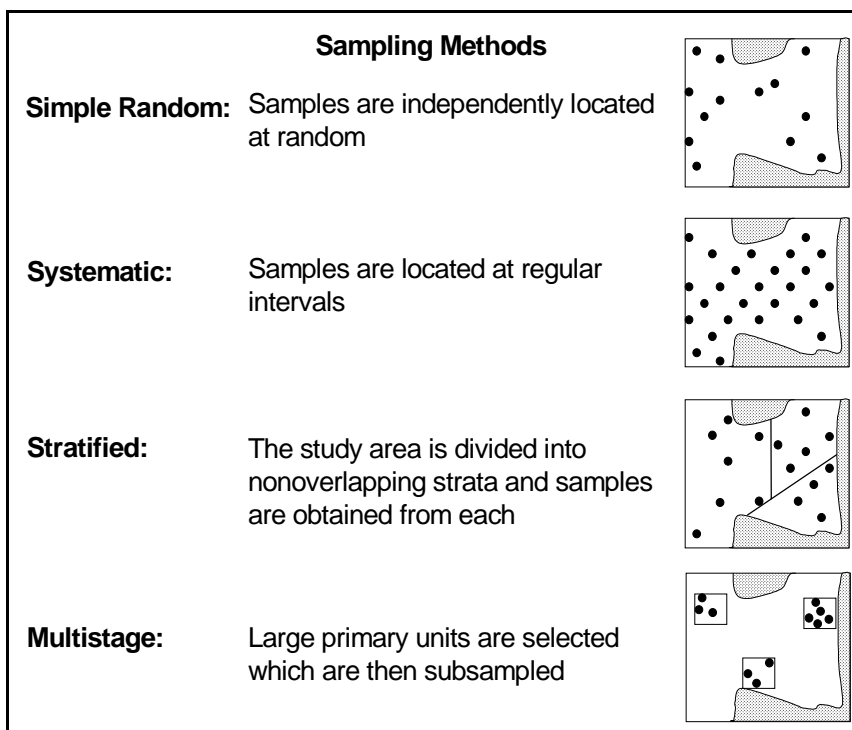 Sampling Methods
Simple Random: Samples are independently located
at random
Systematic: Samples are located at regular
intervals
Stratified: The study area is divided into
nonoverlapping strata and samples
are obtained from each
Multistage: Large primary units are selected
which are then subsampled